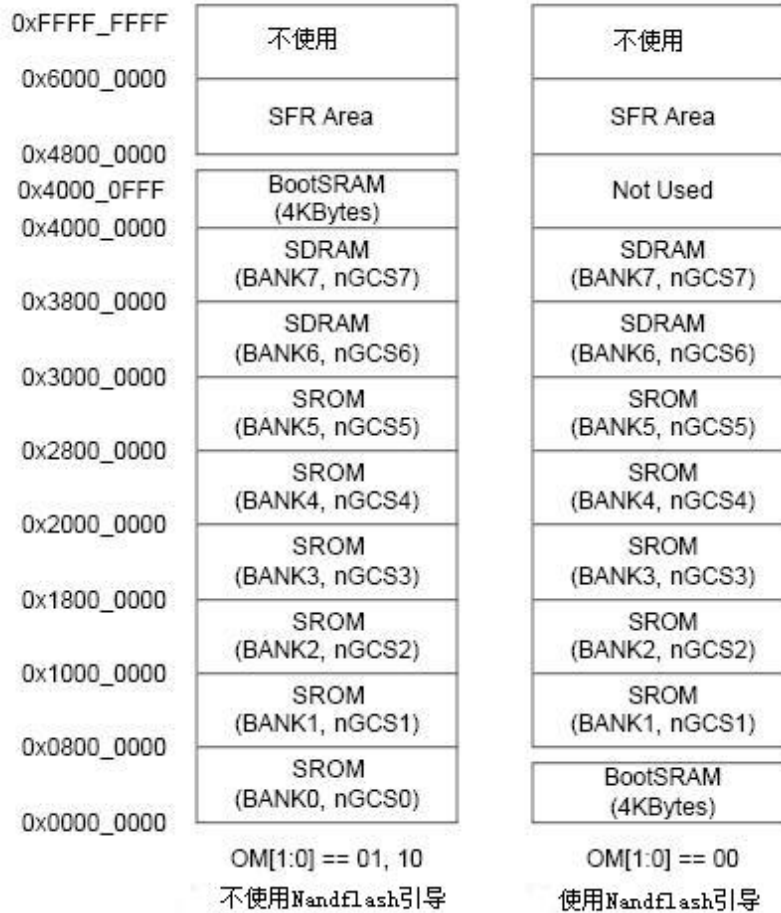 0xFFFF_FFFF
0x6000_0000
0x4800_0000
0x4000_0FFF
0x4000_0000
0x3800_0000
0x3000_0000
0x2800_0000
0x2000_0000
0x1800_0000
0x1000_0000
0x0800_0000
0x0000_0000
不使用
SFR Area
BootSRAM
(4KBytes)
SDRAM
(BANK7, nGCS7)
SDRAM
(BANK6, nGCS6)
SROM
(BANK5, nGCS5)
SROM
(BANK4, nGCS4)
SROM
(BANK3, nGCS3)
SROM
(BANK2, nGCS2)
SROM
(BANK1, nGCS1)
SROM
(BANK0, nGCS0)
OM[1:0] == 01, 10
不使用Nandflash引导
不使用
SFR Area
Not Used
SDRAM
(BANK7, nGCS7)
SDRAM
(BANK6, nGCS6)
SROM
(BANK5, nGCS5)
SROM
(BANK4, nGCS4)
SROM
(BANK3, nGCS3)
SROM
(BANK2, nGCS2)
SROM
(BANK1, nGCS1)
BootSRAM
(4KBytes)
OM[1:0] == 00
使用Nandflash引导